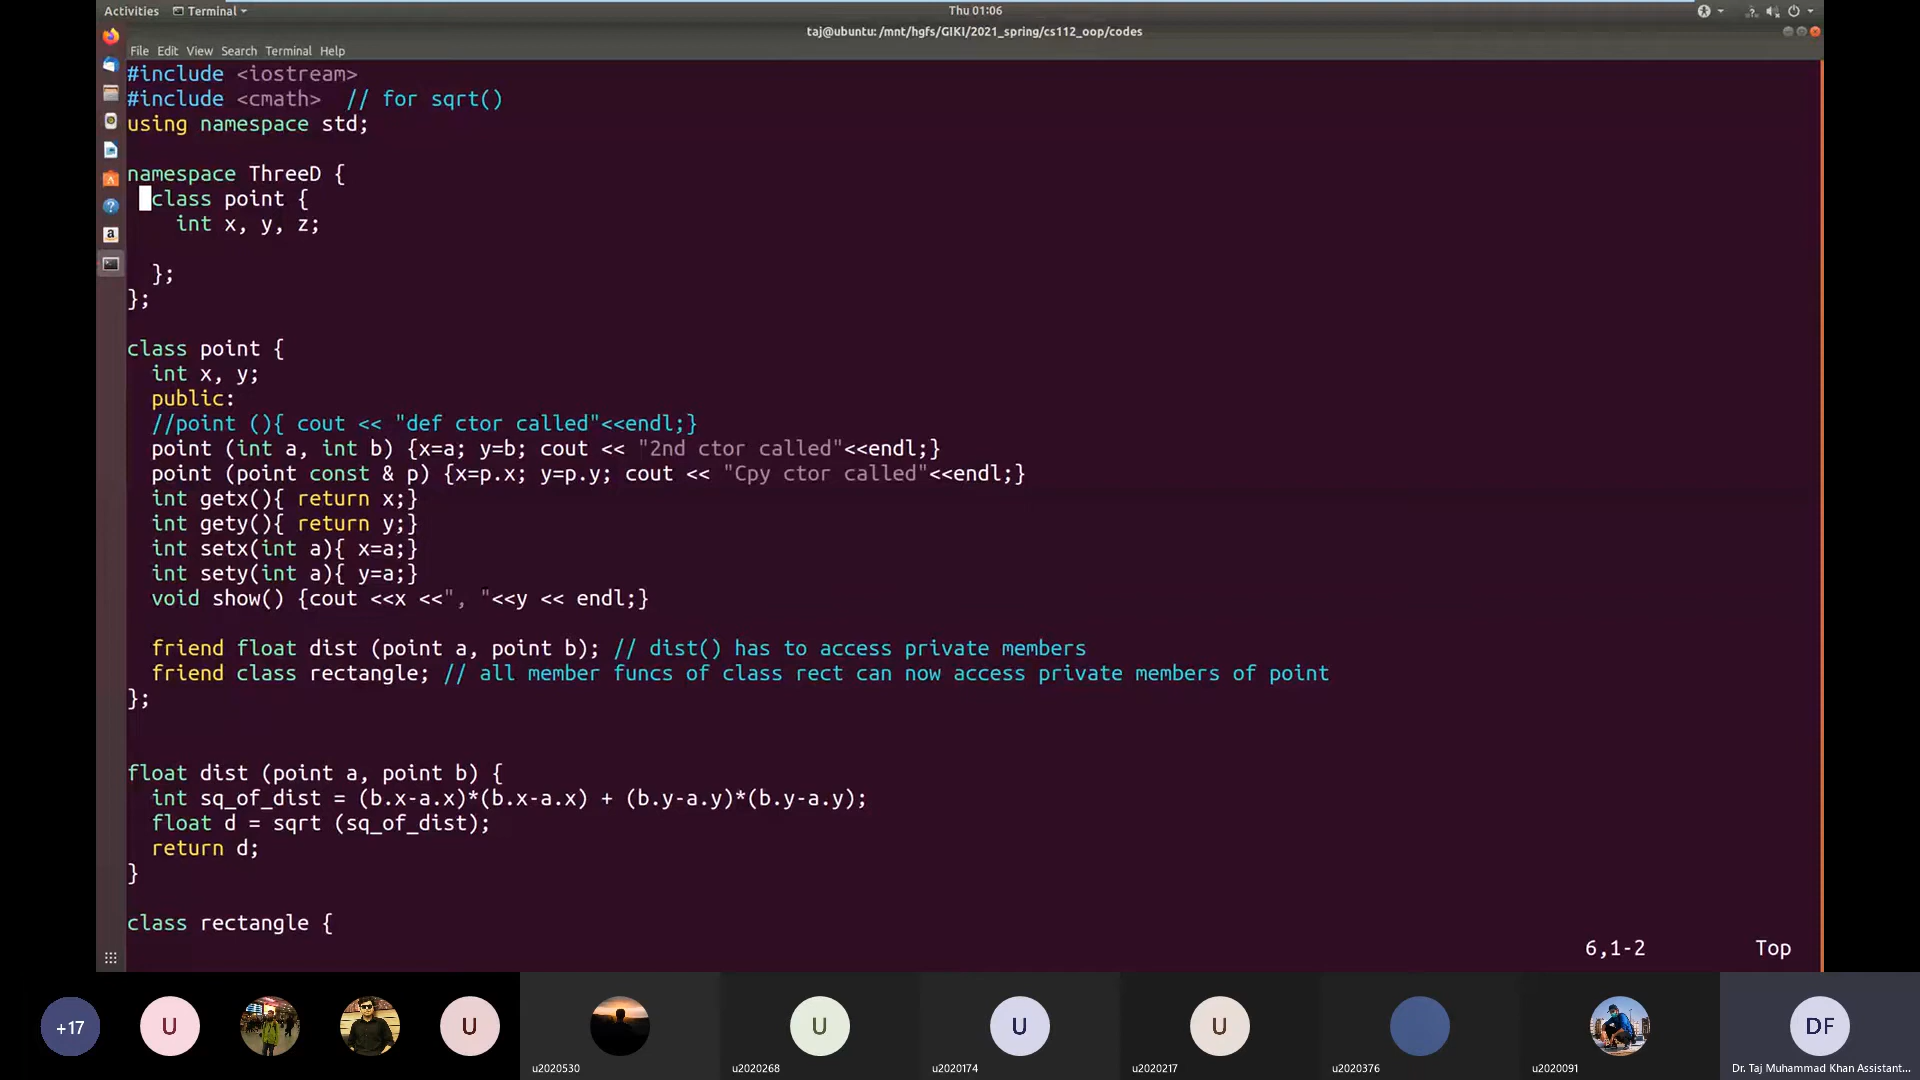 Activities Terminal Thu 01:06
taj@ubuntu: /mnt/hgfs/GIKI/2021_spring/cs112_oop/codes
File Edit View Search Terminal Help
#include <iostream>
#include <cmath>  // for sqrt()
using namespace std;
namespace ThreeD {
  class point {
    int x, y, z;
  };
};
class point {
  int x, y;
  public:
  //point (){ cout << "def ctor called"<<endl;}
  point (int a, int b) {x=a; y=b; cout << "2nd ctor called"<<endl;}
  point (point const & p) {x=p.x; y=p.y; cout << "Cpy ctor called"<<endl;}
  int getx(){ return x;}
  int gety(){ return y;}
  int setx(int a){ x=a;}
  int sety(int a){ y=a;}
  void show() {cout <<x <<", "<<y << endl;}
  friend float dist (point a, point b); // dist() has to access private members
  friend class rectangle; // all member funcs of class rect can now access private members of point
};
float dist (point a, point b) {
  int sq_of_dist = (b.x-a.x)*(b.x-a.x) + (b.y-a.y)*(b.y-a.y);
  float d = sqrt (sq_of_dist);
  return d;
}
class rectangle {
6,1-2 Top
+17 U U U U U DF
u2020530 u2020268 u2020174 u2020217 u2020376 u2020091 Dr. Taj Muhammad Khan Assistant...